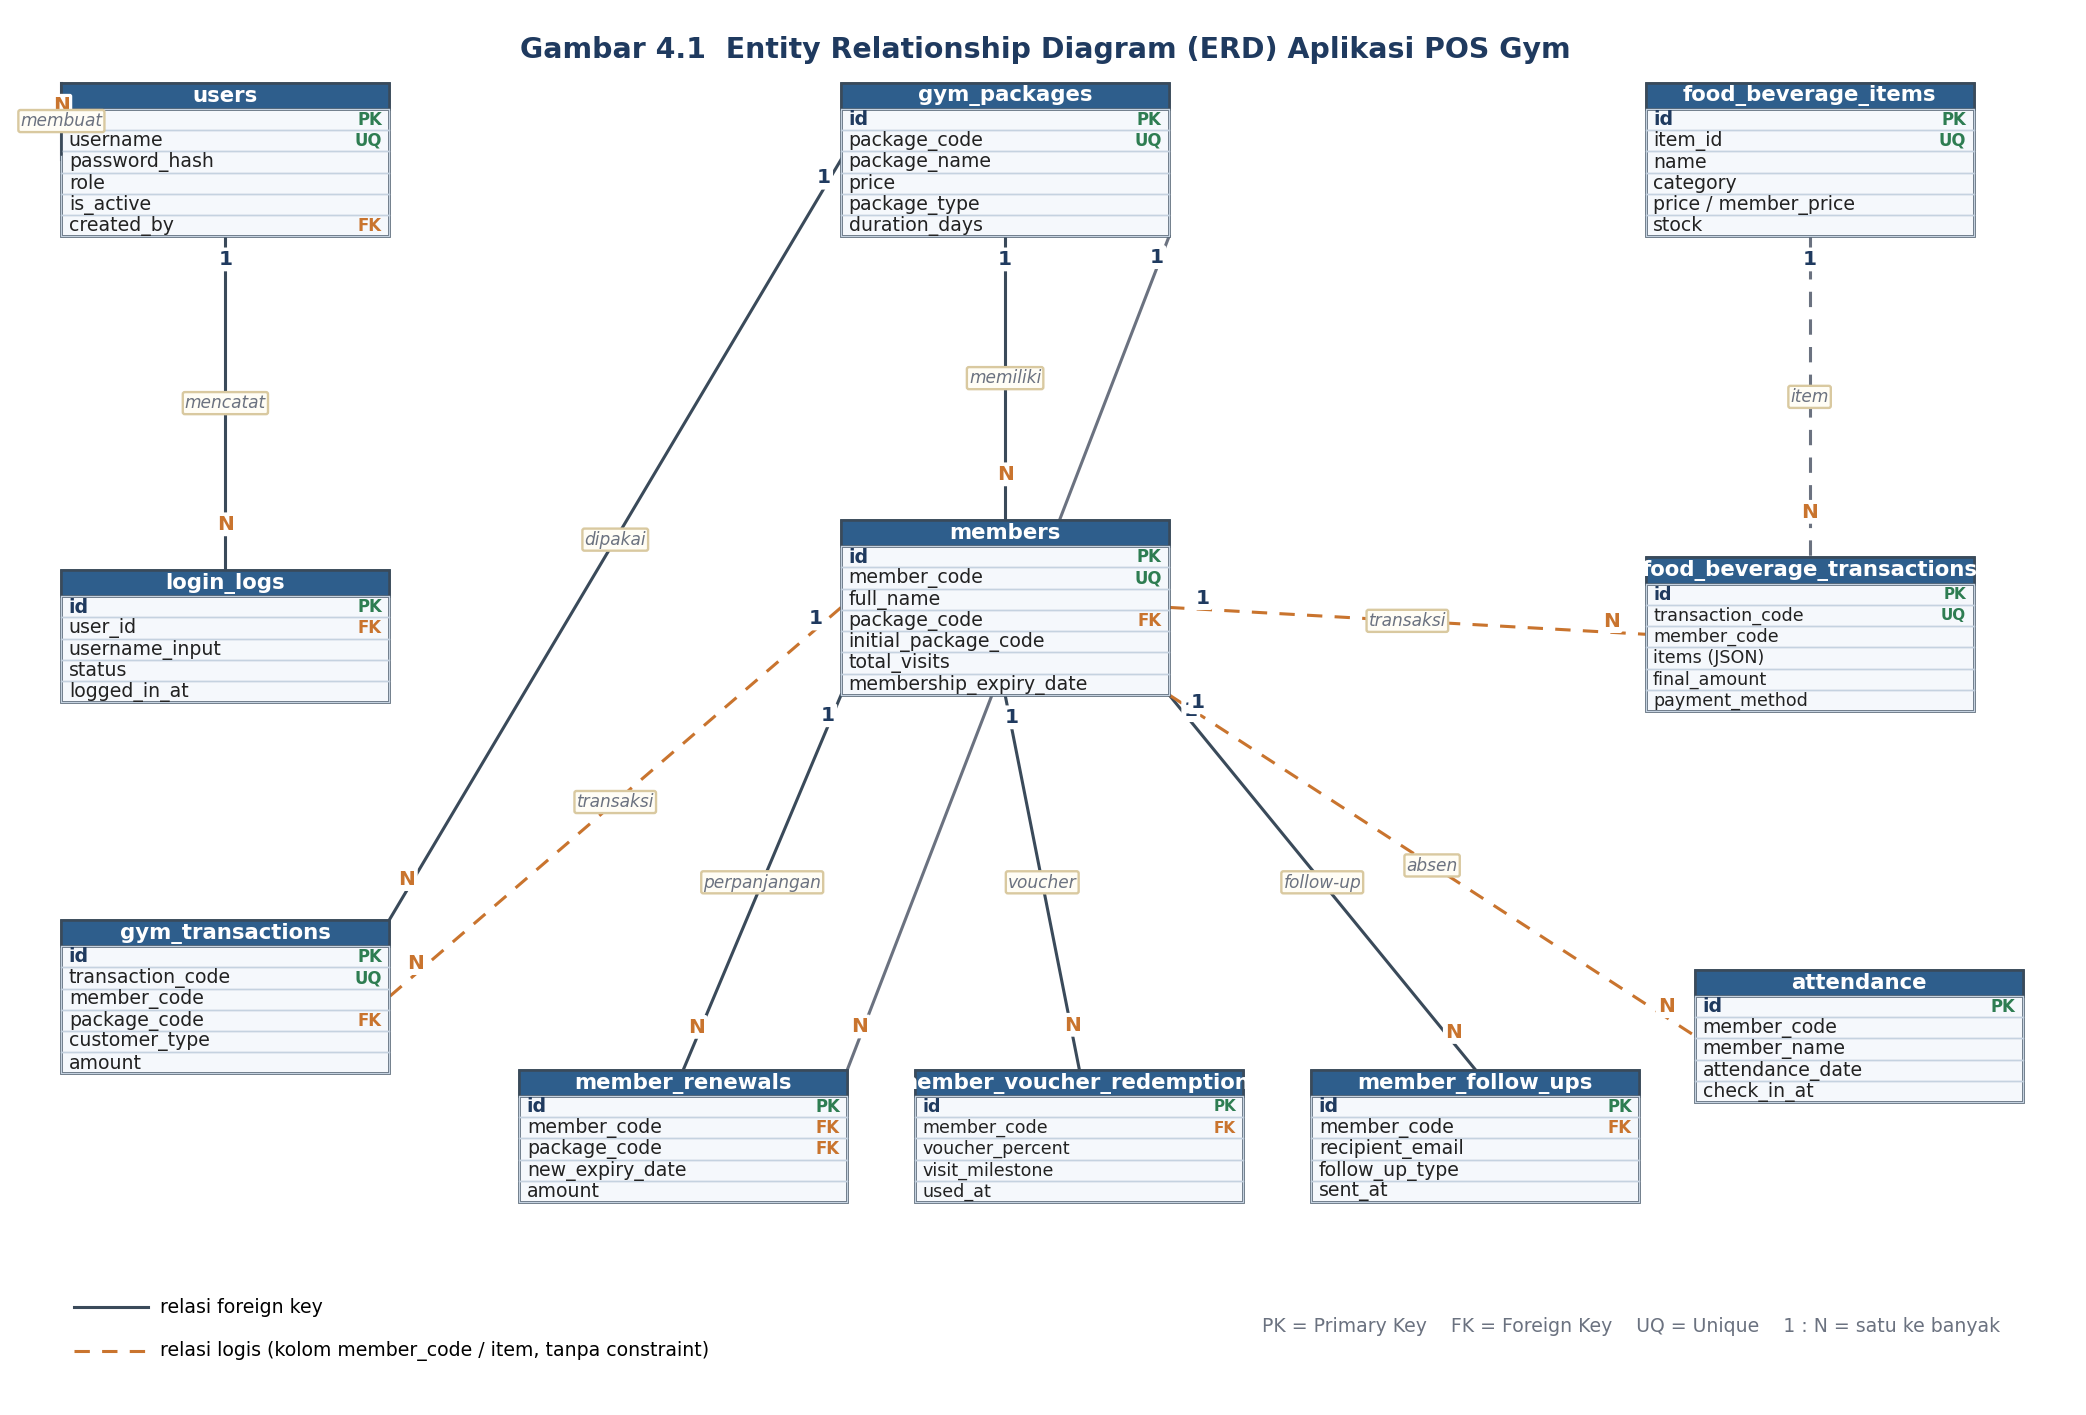 Gambar 4.1 Entity Relationship Diagram (ERD) Aplikasi POS Gym
users
N
membuat
PK
username UQ
password_hash
role
is_active
created_by FK
gym_packages
id PK
package_code UQ
package_name
price
package_type
duration_days
food_beverage_items
id PK
item_id UQ
name
category
price / member_price
stock
1
1
1
1
1
mencatat
memiliki
item
dipakai
N
N
N
login_logs
id PK
user_id FK
username_input
status
logged_in_at
members
id PK
member_code UQ
full_name
package_code FK
initial_package_code
total_visits
membership_expiry_date
food_beverage_transactions
id PK
transaction_code UQ
member_code
items (JSON)
final_amount
payment_method
1
transaksi
N
1
transaksi
N
1
1
1
perpanjangan
voucher
follow-up
absen
N
gym_transactions
id PK
transaction_code UQ
member_code
package_code FK
customer_type
amount
N
N
N
N
N
attendance
id PK
member_code
member_name
attendance_date
check_in_at
member_renewals
id PK
member_code FK
package_code FK
new_expiry_date
amount
ember_voucher_redemption
id PK
member_code FK
voucher_percent
visit_milestone
used_at
member_follow_ups
id PK
member_code FK
recipient_email
follow_up_type
sent_at
relasi foreign key
relasi logis (kolom member_code / item, tanpa constraint)
PK = Primary Key FK = Foreign Key UQ = Unique 1 : N = satu ke banyak